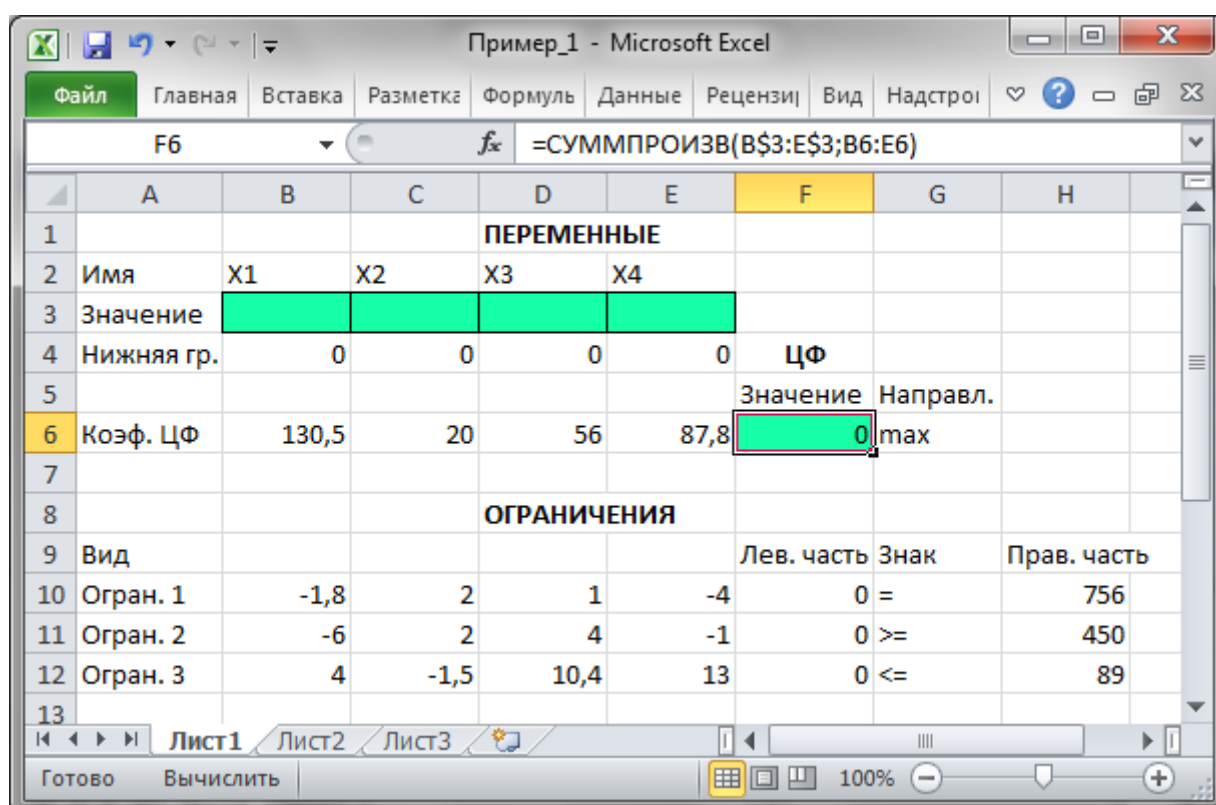 Пример_1 - Microsoft Excel
Файл Главная Вставка Разметка Формуль Данные Рецензи Вид Надстро
F6 fx =СУММПРОИЗВ(B$3:E$3;B6:E6)
A B C D E F G H
1 ПЕРЕМЕННЫЕ
2 Имя X1 X2 X3 X4
3 Значение
4 Нижняя гр. 0 0 0 0 ЦФ
5 Значение Направл.
6 Коэф. ЦФ 130,5 20 56 87,8 0 max
7
8 ОГРАНИЧЕНИЯ
9 Вид Лев. часть Знак Прав. часть
10 Огран. 1 -1,8 2 1 -4 0 = 756
11 Огран. 2 -6 2 4 -1 0 >= 450
12 Огран. 3 4 -1,5 10,4 13 0 <= 89
13
Лист1 Лист2 Лист3
Готово Вычислить 100%